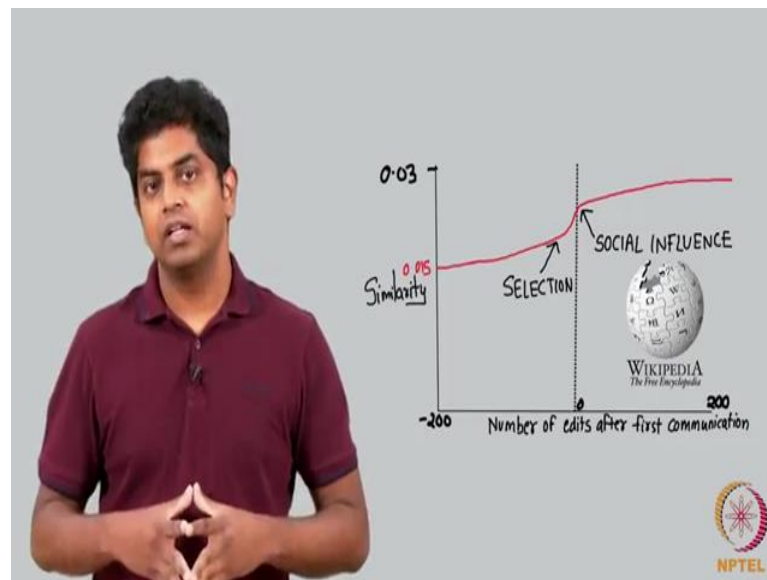 0.03
0.015
Similarity
SELECTION
SOCIAL INFLUENCE
WIKIPEDIA
The Free Encyclopedia
-200
0
200
Number of edits after first communication
NPTEL